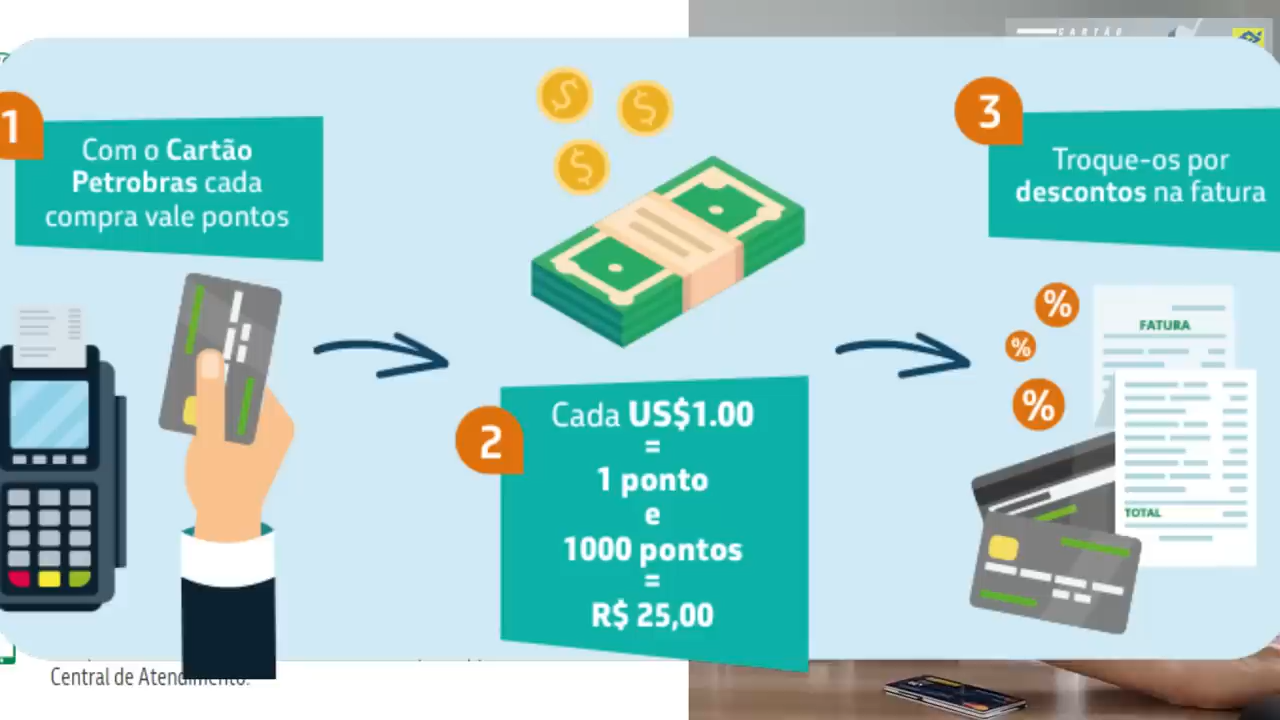 CARTÃO
1
Com o Cartão
Petrobras cada
compra vale pontos
2
Cada US$1.00
=
1 ponto
e
1000 pontos
=
R$ 25,00
3
Troque-os por
descontos na fatura
%
%
%
FATURA
TOTAL
Central de Atendimento.